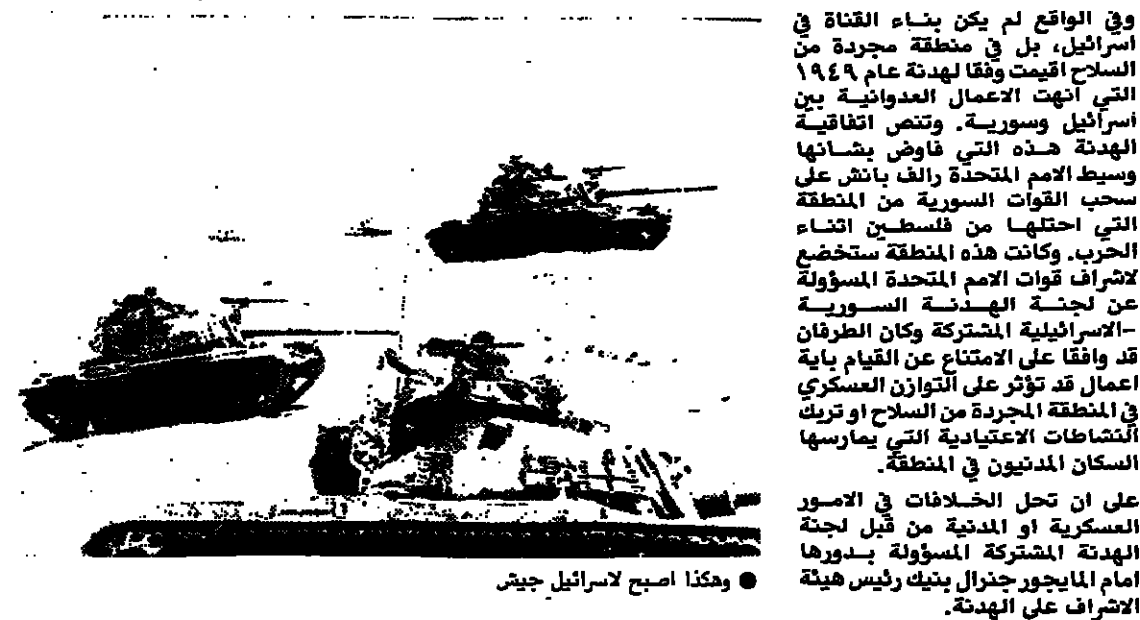 وفي الواقع لم يكن بناء القناة في
اسرائيل، بل في منطقة مجردة من
السلاح اقيمت وفقا لهدنة عام ١٩٤٩
التي انهت الاعمال العدوانية بين
اسرائيل وسورية. وتنص اتفاقية
الهدنة هذه التي فاوض بشانها
وسيط الامم المتحدة رالف بانش على
سحب القوات السورية من المنطقة
التي احتلها من فلسطين اثناء
الحرب. وكانت هذه المنطقة ستخضع
لاشراف قوات الامم المتحدة المسؤولة
عن لجنة الهدنة السورية
-الاسرائيلية المشتركة وكان الطرفان
قد وافقا على الامتناع عن القيام باية
اعمال قد تؤثر على التوازن العسكري
في المنطقة المجردة من السلاح او تربك
النشاطات الاعتيادية التي يمارسها
السكان المدنيون في المنطقة.
على ان تحل الخلافات في الامور
العسكرية او المدنية من قبل لجنة
الهدنة المشتركة المسؤولة بدورها
امام المايجور جنرال بنيك رئيس هيئة
الاشراف على الهدنة.
● وهكذا اصبح لاسرائيل جيش